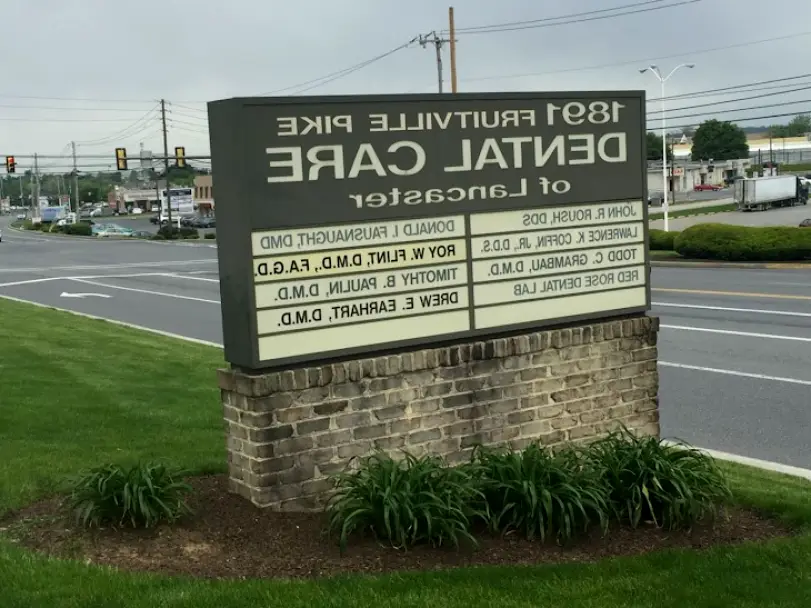 1891 FRUITVILLE PIKE
DENTAL CARE
of Lancaster
JOHN R. ROUSH, DDS
LAWRENCE K. COFFIN, JR., D.D.S.
TODD C. GRAMBAU, D.M.D.
RED ROSE DENTAL LAB
DONALD I. FAUSNAUGHT, DMD
ROY W. FLINT, D.M.D., F.A.G.D.
TIMOTHY B. PAULIN, D.M.D.
DREW E. EARHART, D.M.D.